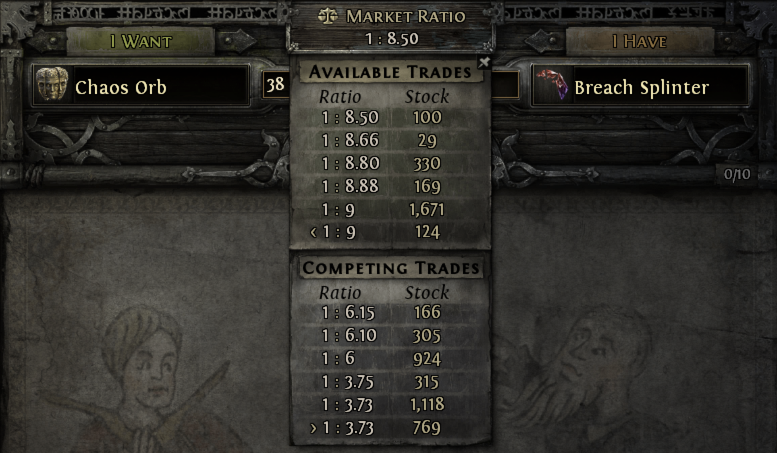 MARKET RATIO
1 : 8.50
I WANT
I HAVE
Chaos Orb
38
Breach Splinter
0/10
AVAILABLE TRADES
Ratio Stock
1 : 8.50 100
1 : 8.66 29
1 : 8.80 330
1 : 8.88 169
1 : 9 1,671
< 1 : 9 124
COMPETING TRADES
Ratio Stock
1 : 6.15 166
1 : 6.10 305
1 : 6 924
1 : 3.75 315
1 : 3.73 1,118
> 1 : 3.73 769